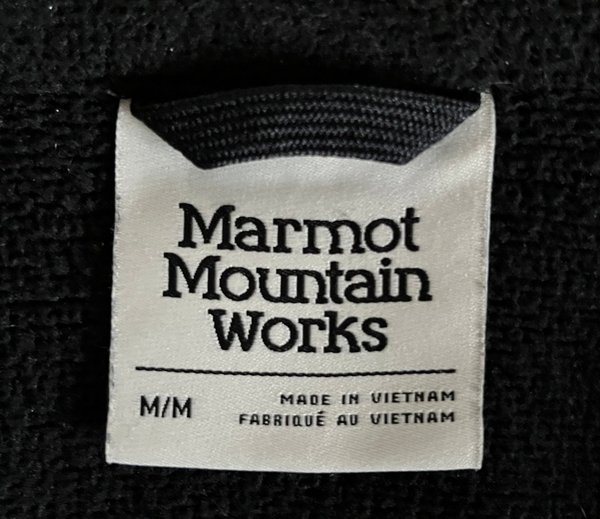 Marmot
Mountain
Works
M/M
MADE IN VIETNAM
FABRIQUÉ AU VIETNAM